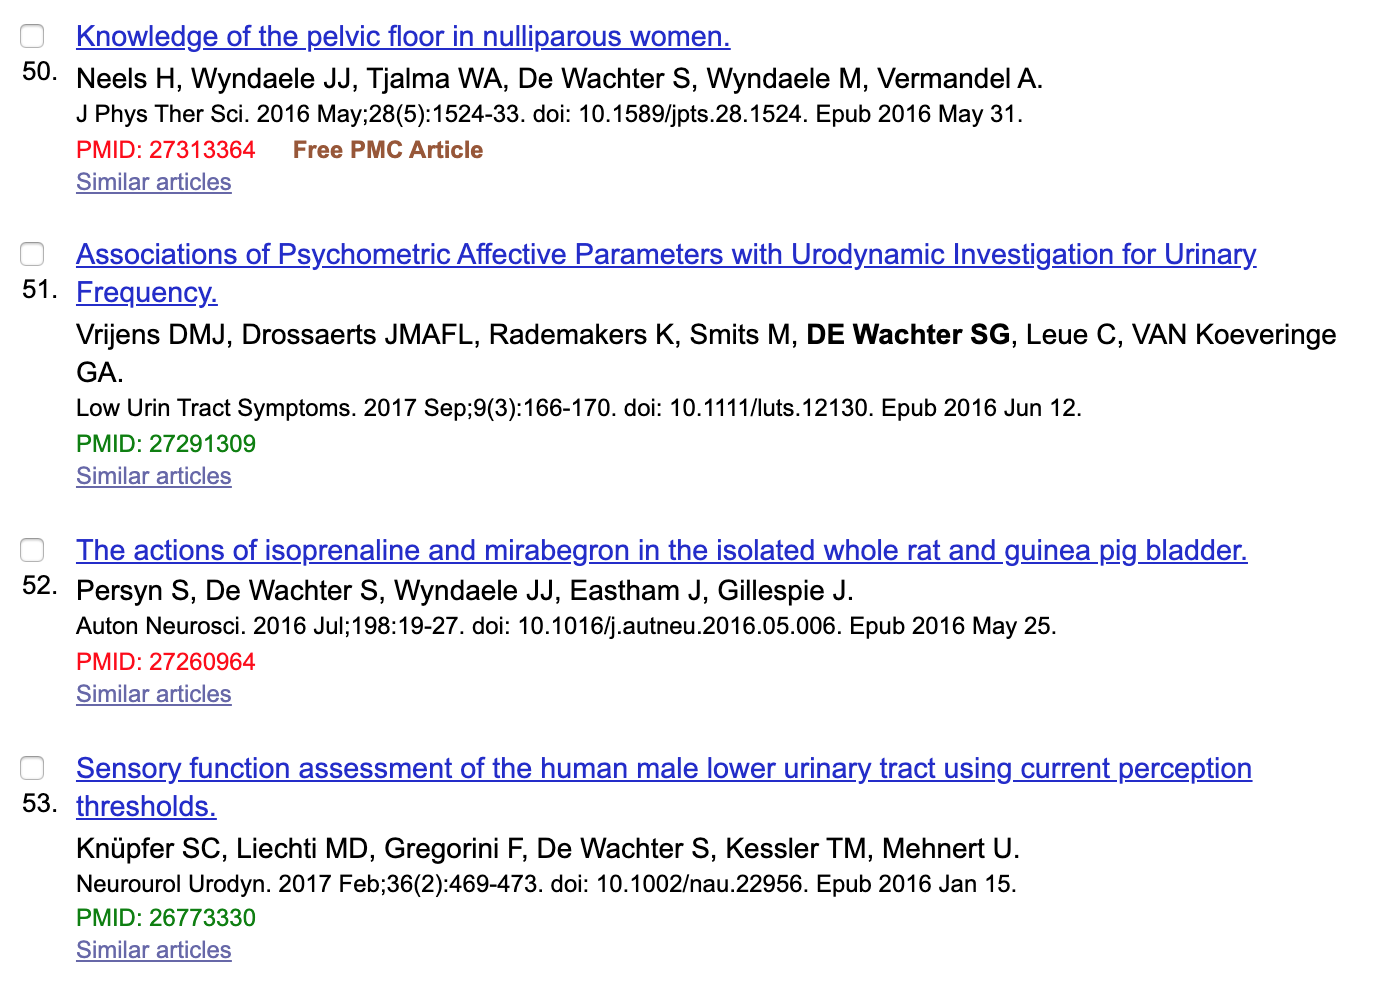 Knowledge of the pelvic floor in nulliparous women.
50. Neels H, Wyndaele JJ, Tjalma WA, De Wachter S, Wyndaele M, Vermandel A.
J Phys Ther Sci. 2016 May;28(5):1524-33. doi: 10.1589/jpts.28.1524. Epub 2016 May 31.
PMID: 27313364 Free PMC Article
Similar articles
Associations of Psychometric Affective Parameters with Urodynamic Investigation for Urinary
51. Frequency.
Vrijens DMJ, Drossaerts JMAFL, Rademakers K, Smits M, DE Wachter SG, Leue C, VAN Koeveringe
GA.
Low Urin Tract Symptoms. 2017 Sep;9(3):166-170. doi: 10.1111/luts.12130. Epub 2016 Jun 12.
PMID: 27291309
Similar articles
The actions of isoprenaline and mirabegron in the isolated whole rat and guinea pig bladder.
52. Persyn S, De Wachter S, Wyndaele JJ, Eastham J, Gillespie J.
Auton Neurosci. 2016 Jul;198:19-27. doi: 10.1016/j.autneu.2016.05.006. Epub 2016 May 25.
PMID: 27260964
Similar articles
Sensory function assessment of the human male lower urinary tract using current perception
53. thresholds.
Knüpfer SC, Liechti MD, Gregorini F, De Wachter S, Kessler TM, Mehnert U.
Neurourol Urodyn. 2017 Feb;36(2):469-473. doi: 10.1002/nau.22956. Epub 2016 Jan 15.
PMID: 26773330
Similar articles